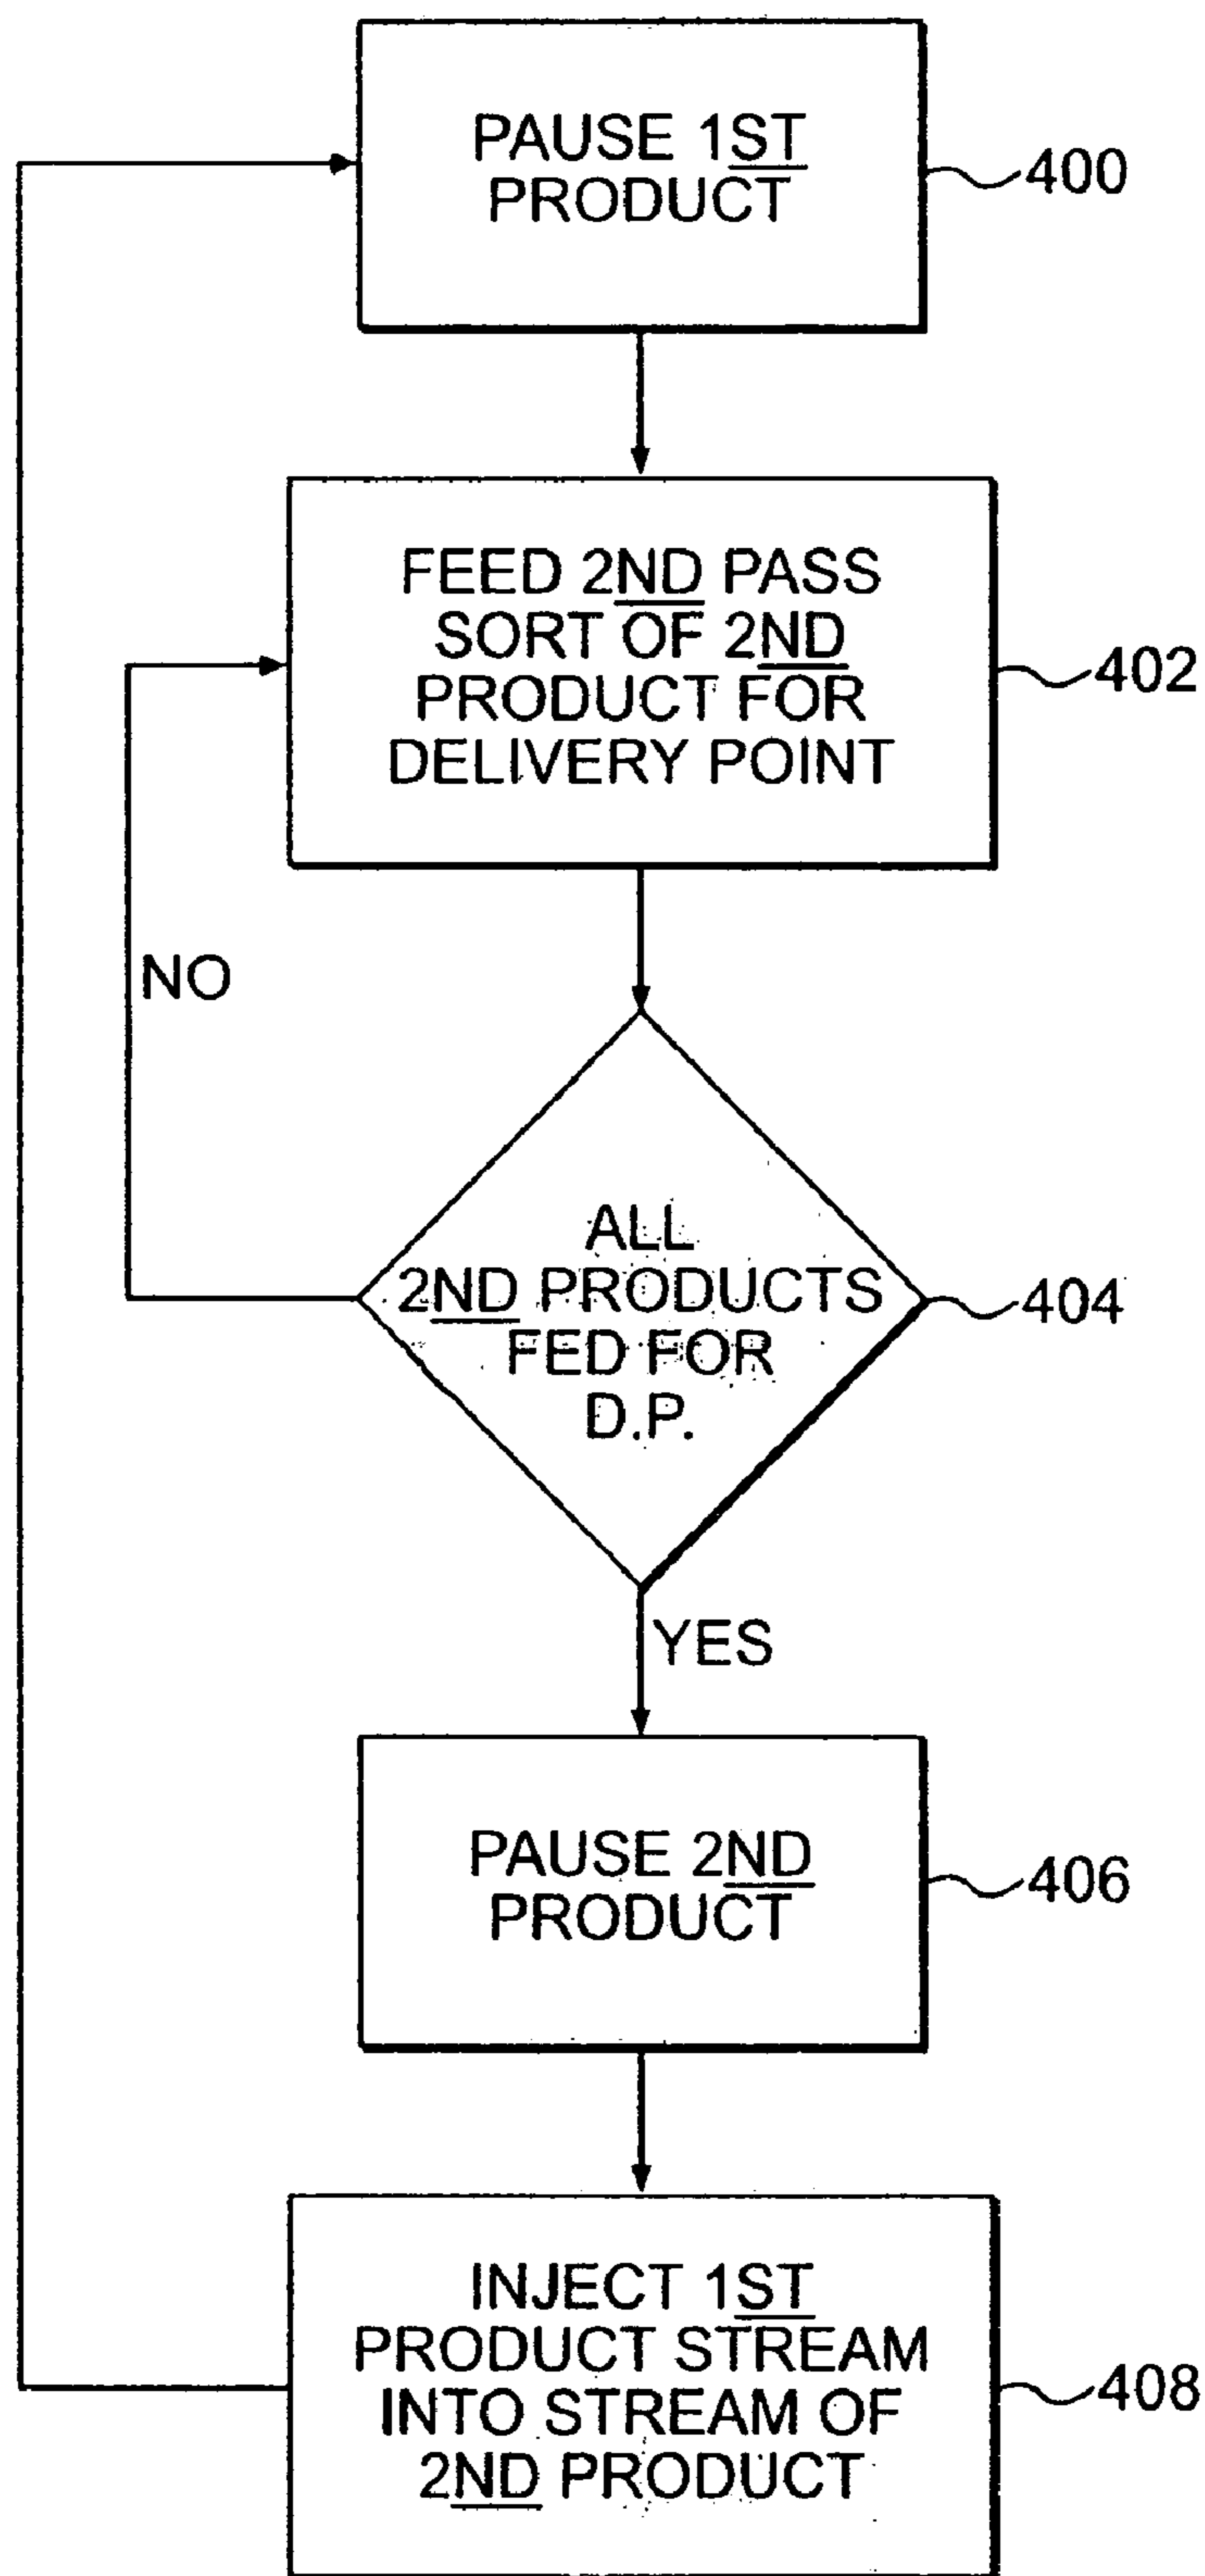 PAUSE 1ST
PRODUCT
400
FEED 2ND PASS
SORT OF 2ND
PRODUCT FOR
DELIVERY POINT
402
NO
ALL
2ND PRODUCTS
FED FOR
D.P.
404
YES
PAUSE 2ND
PRODUCT
406
INJECT 1ST
PRODUCT STREAM
INTO STREAM OF
2ND PRODUCT
408